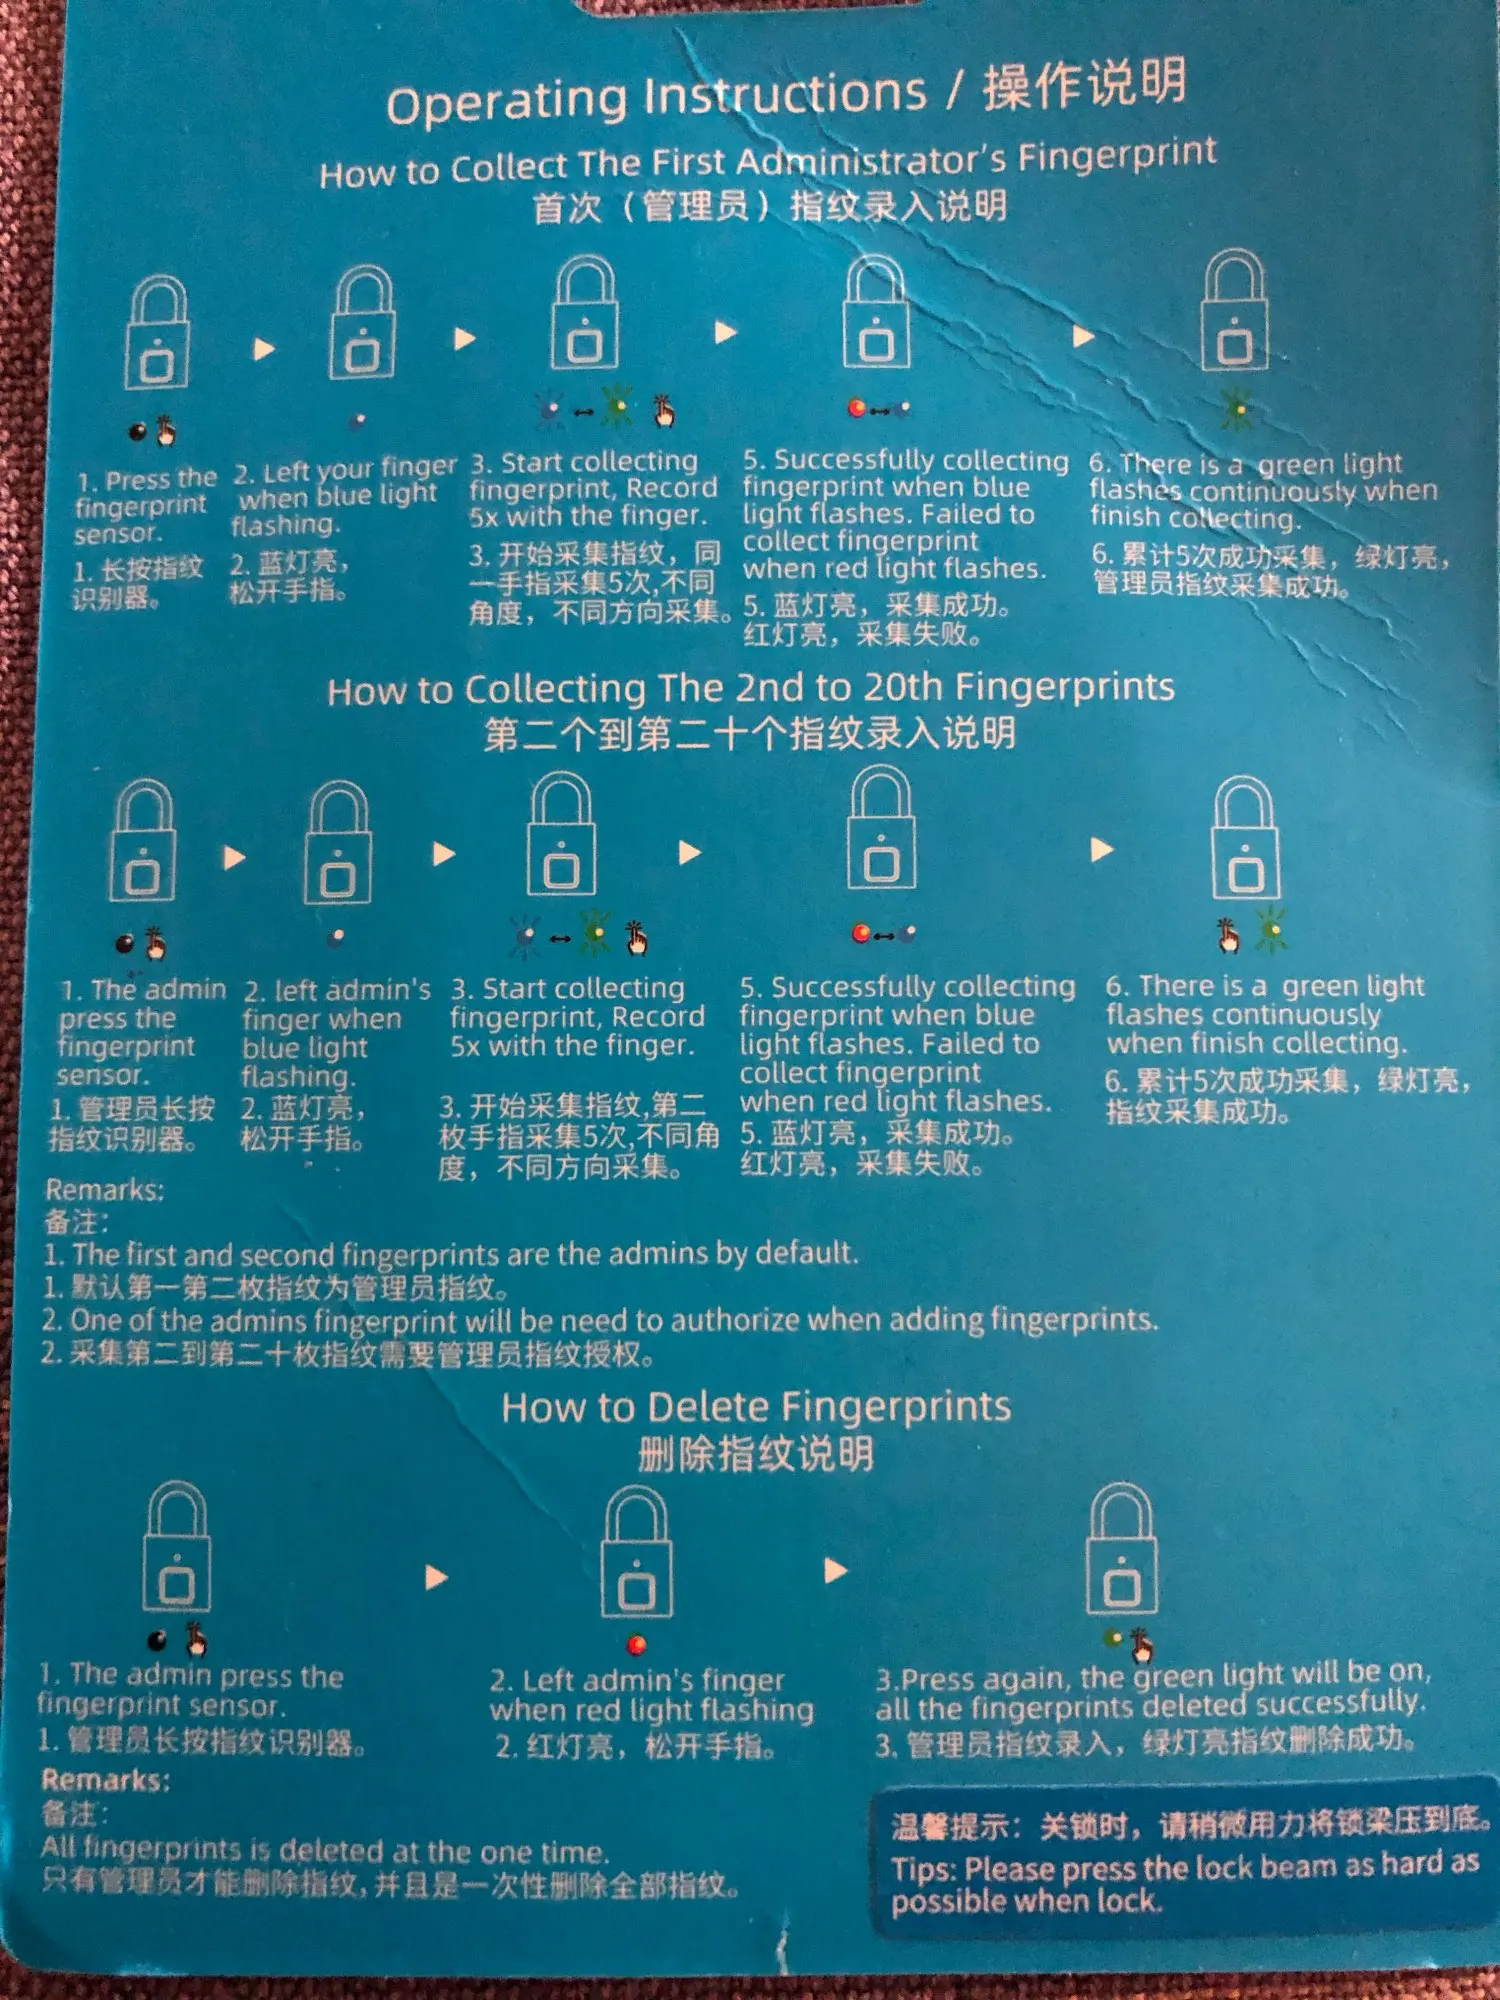 Operating Instructions / 操作说明
How to Collect The First Administrator's Fingerprint
首次（管理员）指纹录入说明
1. Press the
fingerprint
sensor.
1. 长按指纹
识别器。
2. Left your finger
when blue light
flashing.
2. 蓝灯亮，
松开手指。
3. Start collecting
fingerprint, Record
5x with the finger.
3. 开始采集指纹，同
一手指采集5次,不同
角度，不同方向采集。
5. Successfully collecting
fingerprint when blue
light flashes. Failed to
collect fingerprint
when red light flashes.
5. 蓝灯亮，采集成功。
红灯亮，采集失败。
6. There is a green light
flashes continuously when
finish collecting.
6. 累计5次成功采集，绿灯亮，
管理员指纹采集成功。
How to Collecting The 2nd to 20th Fingerprints
第二个到第二十个指纹录入说明
1. The admin
press the
fingerprint
sensor.
1. 管理员长按
指纹识别器。
2. left admin's
finger when
blue light
flashing.
2. 蓝灯亮，
松开手指。
3. Start collecting
fingerprint, Record
5x with the finger.
3. 开始采集指纹,第二
枚手指采集5次,不同角
度，不同方向采集。
5. Successfully collecting
fingerprint when blue
light flashes. Failed to
collect fingerprint
when red light flashes.
5. 蓝灯亮，采集成功。
红灯亮，采集失败。
6. There is a green light
flashes continuously
when finish collecting.
6. 累计5次成功采集，绿灯亮，
指纹采集成功。
Remarks:
备注：
1. The first and second fingerprints are the admins by default.
1. 默认第一第二枚指纹为管理员指纹。
2. One of the admins fingerprint will be need to authorize when adding fingerprints.
2. 采集第二到第二十枚指纹需要管理员指纹授权。
How to Delete Fingerprints
删除指纹说明
1. The admin press the
fingerprint sensor.
1. 管理员长按指纹识别器。
2. Left admin's finger
when red light flashing
2. 红灯亮，松开手指。
3.Press again, the green light will be on,
all the fingerprints deleted successfully.
3. 管理员指纹录入，绿灯亮指纹删除成功。
Remarks:
备注：
All fingerprints is deleted at the one time.
只有管理员才能删除指纹,并且是一次性删除全部指纹。
温馨提示：关锁时，请稍微用力将锁梁压到底。
Tips: Please press the lock beam as hard as
possible when lock.